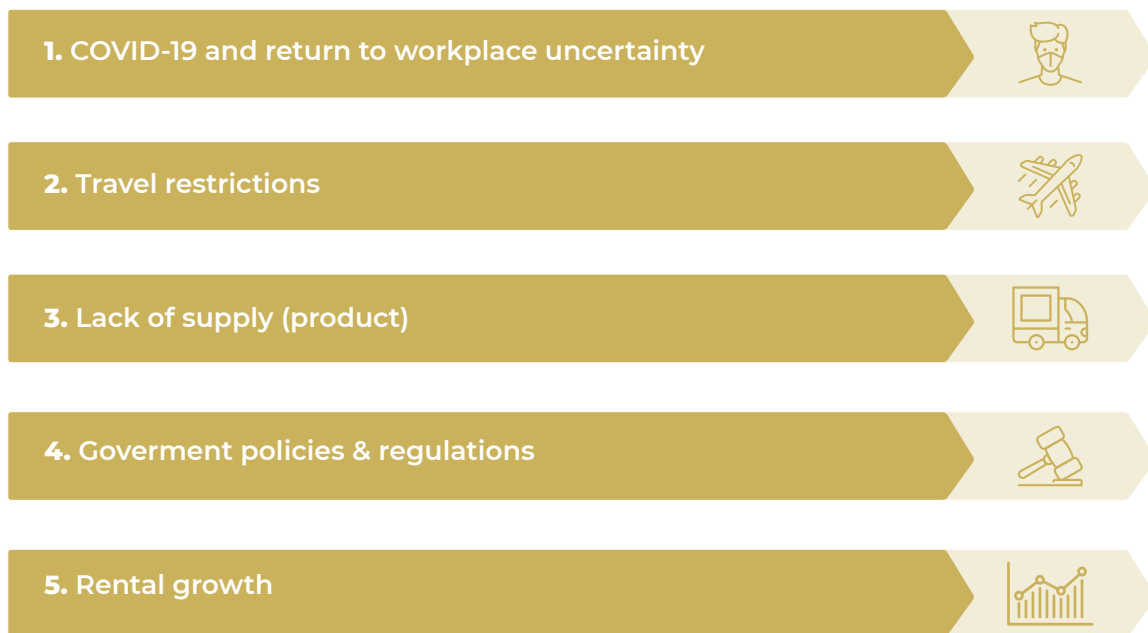 1. COVID-19 and return to workplace uncertainty
2. Travel restrictions
3. Lack of supply (product)
4. Goverment policies & regulations
5. Rental growth